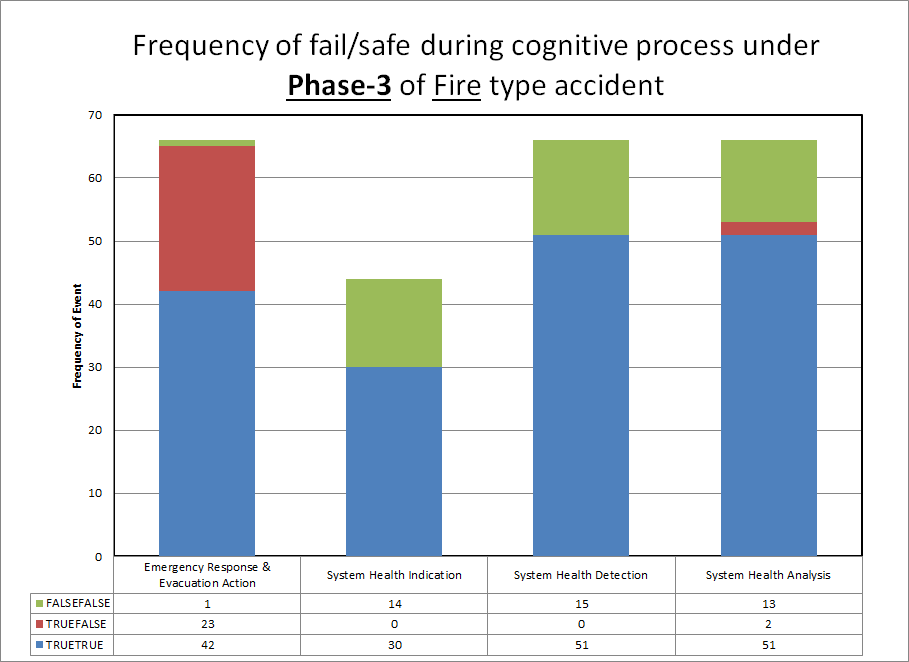 Frequency of fail/safe during cognitive process under
Phase-3 of Fire type accident
70
60
50
40
30
20
10
0
Frequency of Event
Emergency Response &
Evacuation Action
System Health Indication
System Health Detection
System Health Analysis
FALSEFALSE 1 14 15 13
TRUEFALSE 23 0 0 2
TRUETRUE 42 30 51 51